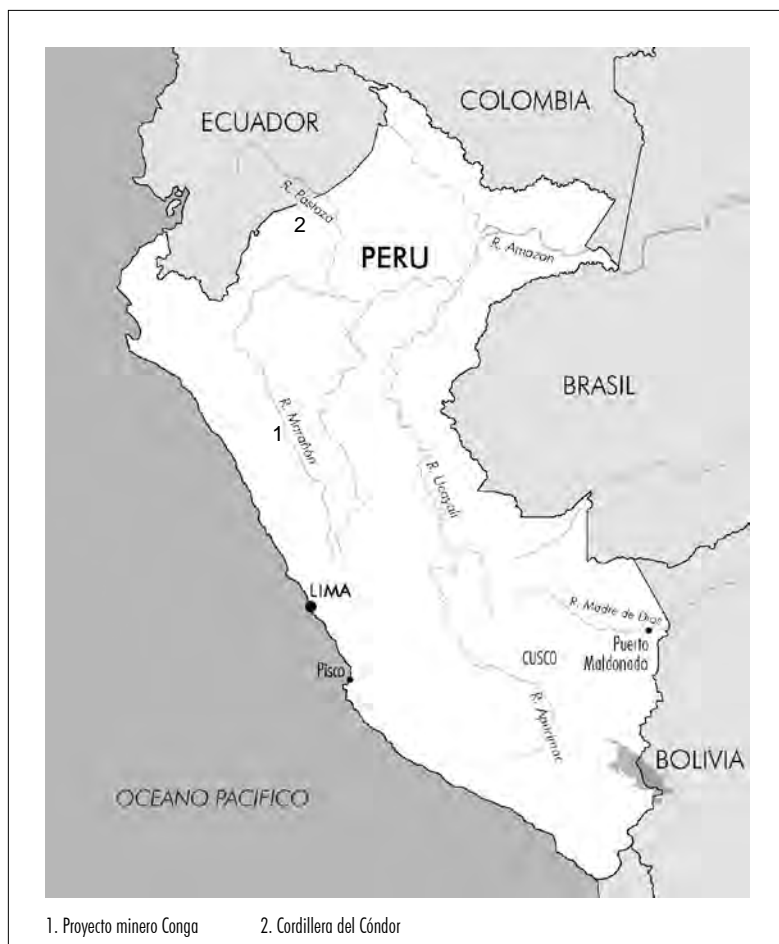 COLOMBIA
ECUADOR
R. Pastaza
2
PERU
R. Amazon
BRASIL
R. Marañón
1
R. Ucayali
LIMA
R. Madre de Dios
Puerto
Maldonada
CUSCO
Pisco
R. Apurimac
BOLIVIA
OCEANO PACIFICO
1. Proyecto minero Conga 2. Cordillera del Cóndor